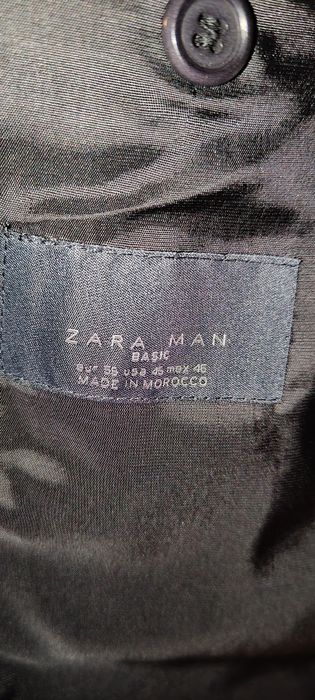 ZARA MAN
BASIC
eur 56 usa 46 mex 46
MADE IN MOROCCO